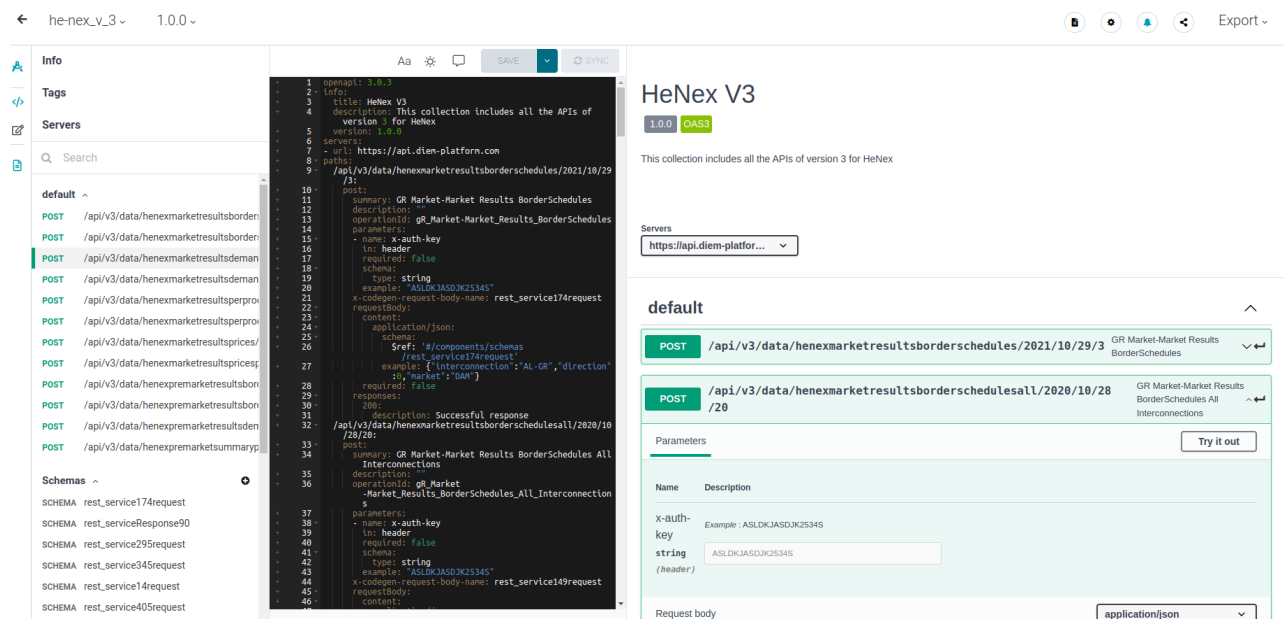 he-nex_v_3
1.0.0
Export
Info
Tags
Servers
Search
default
POST /api/v3/data/henexmarketresultsborder
POST /api/v3/data/henexmarketresultsborder
POST /api/v3/data/henexmarketresultsdeman
POST /api/v3/data/henexmarketresultsdeman
POST /api/v3/data/henexmarketresultsperpro
POST /api/v3/data/henexmarketresultsperpro
POST /api/v3/data/henexmarketresultsprices/
POST /api/v3/data/henexmarketresultspricesp
POST /api/v3/data/henexpremarketresultsbor
POST /api/v3/data/henexpremarketresultsbor
POST /api/v3/data/henexpremarketresultsdem
POST /api/v3/data/henexpremarketsummaryp
Schemas
SCHEMA rest_service174request
SCHEMA rest_serviceResponse90
SCHEMA rest_service295request
SCHEMA rest_service345request
SCHEMA rest_service14request
SCHEMA rest_service405request
Aa
SAVE
SYNC
1 openapi: 3.0.3
2 info:
3 title: HeNex V3
4 description: This collection includes all the APIs of
version 3 for HeNex
5 version: 1.0.0
6 servers:
7 - url: https://api.diem-platform.com
8 paths:
9 /api/v3/data/henexmarketresultsborderschedules/2021/10/29
/3:
10 post:
11 summary: GR Market-Market Results BorderSchedules
12 description: ""
13 operationId: gR_Market-Market_Results_BorderSchedules
14 parameters:
15 - name: x-auth-key
16 in: header
17 required: false
18 schema:
19 type: string
20 example: "ASLDKJASDJK2534S"
21 x-codegen-request-body-name: rest_service174request
22 requestBody:
23 content:
24 application/json:
25 schema:
26 $ref: '#/components/schemas
/rest_service174request'
27 example: {"interconnection":"AL-GR","direction"
:0,"market":"DAM"}
28 required: false
29 responses:
30 200:
31 description: Successful response
32 /api/v3/data/henexmarketresultsborderschedulesall/2020/10
/28/20:
33 post:
34 summary: GR Market-Market Results BorderSchedules All
Interconnections
35 description: ""
36 operationId: gR_Market
-Market_Results_BorderSchedules_All_Interconnection
s
37 parameters:
38 - name: x-auth-key
39 in: header
40 required: false
41 schema:
42 type: string
43 example: "ASLDKJASDJK2534S"
44 x-codegen-request-body-name: rest_service149request
45 requestBody:
46 content:
HeNex V3
1.0.0 OAS3
This collection includes all the APIs of version 3 for HeNex
Servers
https://api.diem-platfor...
default
POST /api/v3/data/henexmarketresultsborderschedules/2021/10/29/3 GR Market-Market Results
BorderSchedules
POST /api/v3/data/henexmarketresultsborderschedulesall/2020/10/28
/20
GR Market-Market Results
BorderSchedules All
Interconnections
Parameters
Try it out
Name Description
x-auth-
key
string
(header)
Example : ASLDKJASDJK2534S
ASLDKJASDJK2534S
Request body
application/json